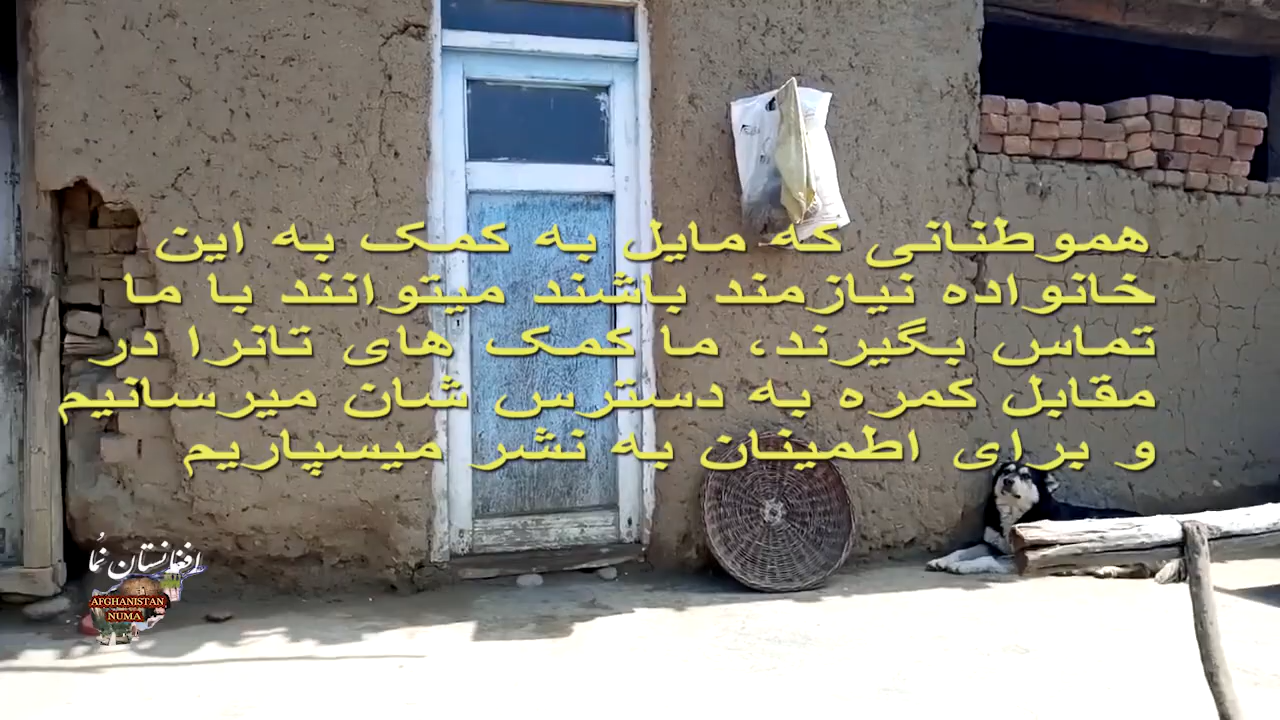 هموطنانی که مایل به کمک به این
خانواده نیازمند باشند میتوانند با ما
تماس بگیرند، ما کمک های تانرا در
مقابل کمره به دسترس شان میرسانیم
و برای اطمینان به نشر میسپاریم
افغانستان نُما
AFGHANISTAN
NUMA